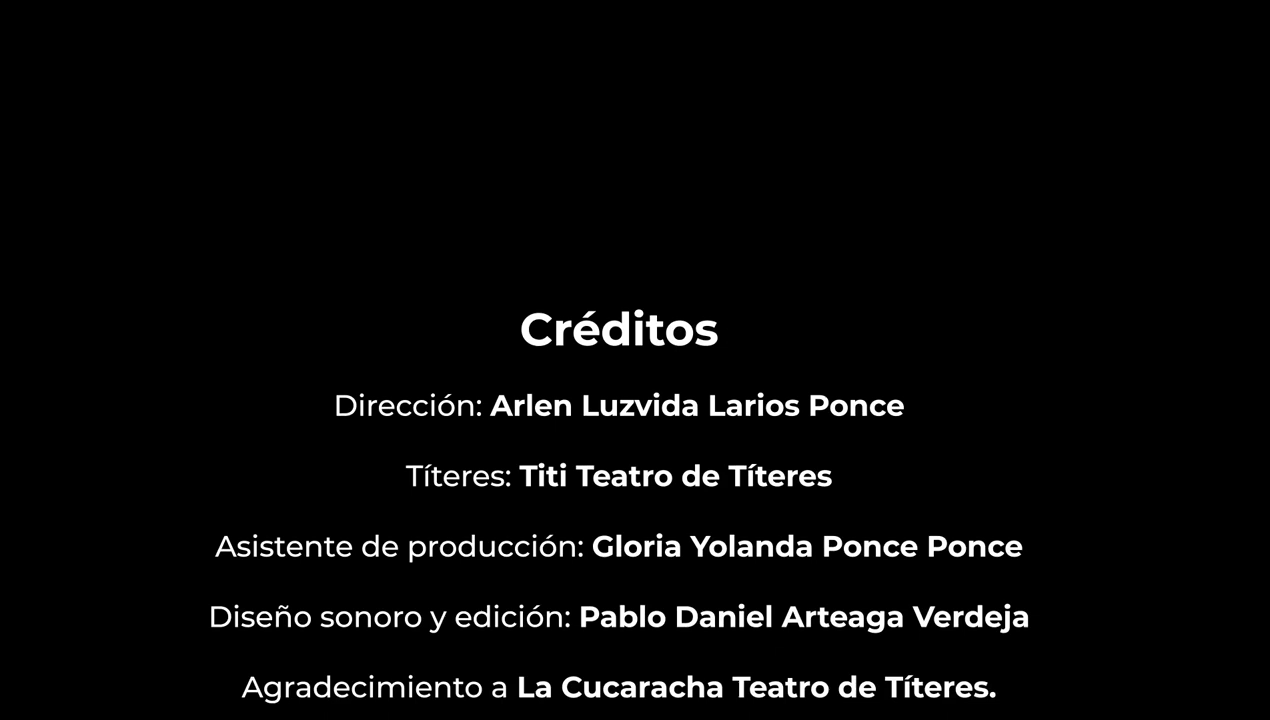 Créditos
Dirección: Arlen Luzvida Larios Ponce
Títeres: Titi Teatro de Títeres
Asistente de producción: Gloria Yolanda Ponce Ponce
Diseño sonoro y edición: Pablo Daniel Arteaga Verdeja
Agradecimiento a La Cucaracha Teatro de Títeres.